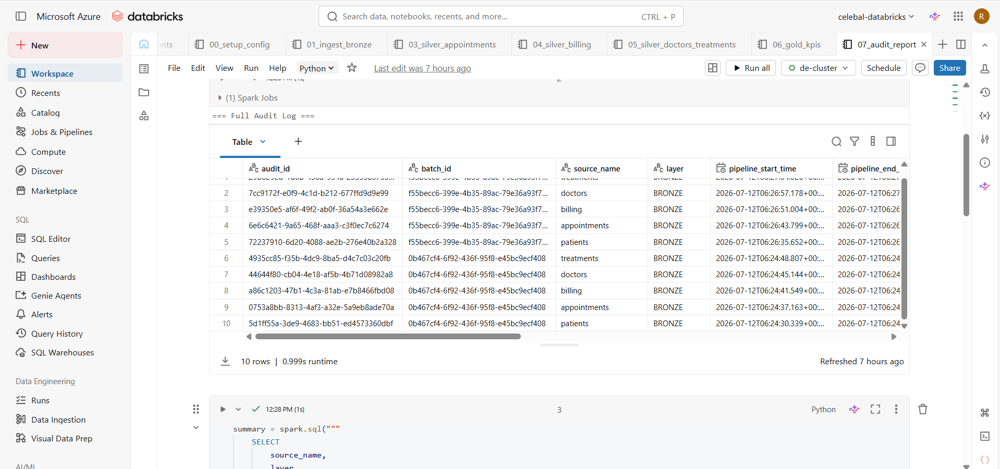 Microsoft Azure
databricks
Search data, notebooks, recents, and more...
CTRL + P
celebal-databricks
R
New
Workspace
Recents
Catalog
Jobs & Pipelines
Compute
Discover
Marketplace
SQL
SQL Editor
Queries
Dashboards
Genie Agents
Alerts
Query History
SQL Warehouses
Data Engineering
Runs
Data Ingestion
Visual Data Prep
AI/ML
ents
00_setup_config
01_ingest_bronze
03_silver_appointments
04_silver_billing
05_silver_doctors_treatments
06_gold_kpis
07_audit_report
File Edit View Run Help Python Last edit was 7 hours ago
Run all
de-cluster
Schedule
Share
(1) Spark Jobs
=== Full Audit Log ===
Table
audit_id batch_id source_name layer pipeline_start_time pipeline_end_
2 7cc9172f-e0f9-4c1d-b212-677ffd9d9e99 f55becc6-399e-4b35-89ac-79e36a93f7... doctors BRONZE 2026-07-12T06:26:57.178+00:... 2026-07-12T06:27
3 e39350e5-af6f-49f2-ab0f-36a54a3e662e f55becc6-399e-4b35-89ac-79e36a93f7... billing BRONZE 2026-07-12T06:26:51.004+00:... 2026-07-12T06:26
4 6e6c6421-9a65-468f-aaa3-c3f0ec7c6274 f55becc6-399e-4b35-89ac-79e36a93f7... appointments BRONZE 2026-07-12T06:26:43.799+00:... 2026-07-12T06:26
5 72237910-6d20-4088-ae2b-276e40b2a328 f55becc6-399e-4b35-89ac-79e36a93f7... patients BRONZE 2026-07-12T06:26:35.652+00:... 2026-07-12T06:26
6 4935cc85-f35b-4dc9-8ba5-d4c7c03c20fb 0b467cf4-6f92-436f-95f8-e45bc9ecf408 treatments BRONZE 2026-07-12T06:24:48.807+00:... 2026-07-12T06:24
7 44644f80-cb04-4e18-af5b-4b71d08982a8 0b467cf4-6f92-436f-95f8-e45bc9ecf408 doctors BRONZE 2026-07-12T06:24:45.144+00:... 2026-07-12T06:24
8 a86c1203-47b1-4c3a-81ab-e7b8466fbd08 0b467cf4-6f92-436f-95f8-e45bc9ecf408 billing BRONZE 2026-07-12T06:24:41.549+00:... 2026-07-12T06:24
9 0753a8bb-8313-4af3-a32e-5a9eb8ade70a 0b467cf4-6f92-436f-95f8-e45bc9ecf408 appointments BRONZE 2026-07-12T06:24:37.163+00:... 2026-07-12T06:24
10 5d1ff55a-3de9-4683-bb51-ed4573360dbf 0b467cf4-6f92-436f-95f8-e45bc9ecf408 patients BRONZE 2026-07-12T06:24:30.339+00:... 2026-07-12T06:24
10 rows | 0.999s runtime
Refreshed 7 hours ago
12:28 PM (1s)
3
Python
summary = spark.sql("""
SELECT
source_name,
layer